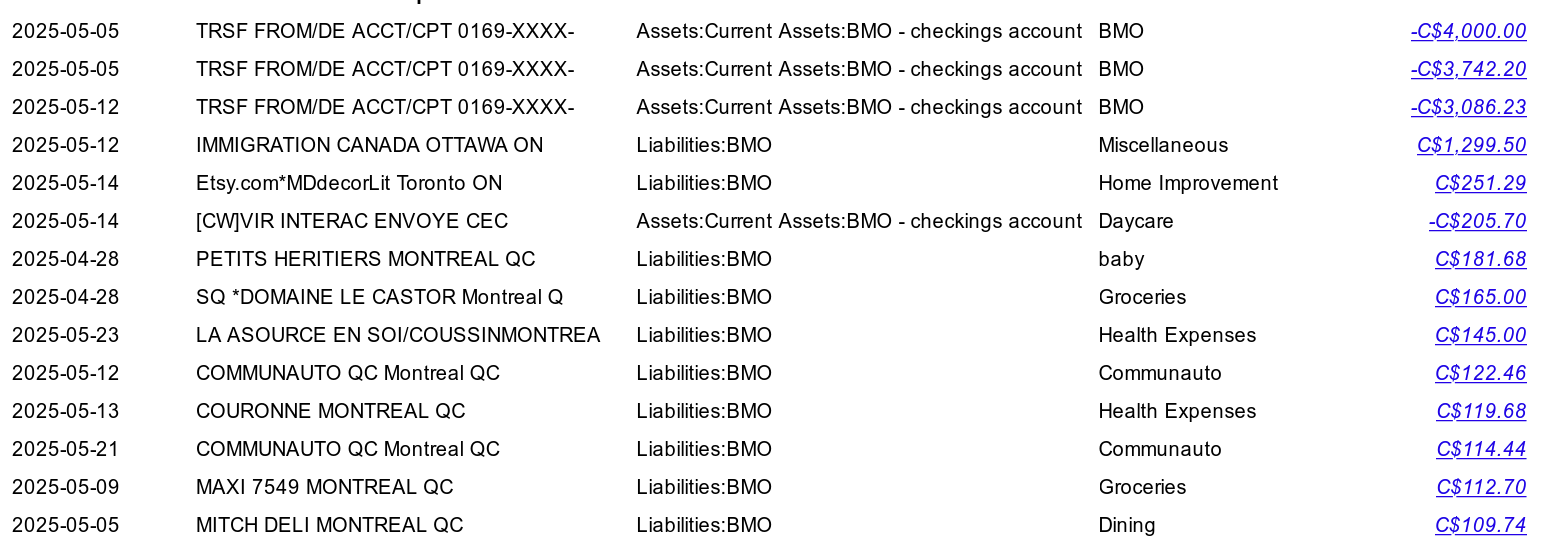 2025-05-05 TRSF FROM/DE ACCT/CPT 0169-XXXX- Assets:Current Assets:BMO - checkings account BMO -C$4,000.00
2025-05-05 TRSF FROM/DE ACCT/CPT 0169-XXXX- Assets:Current Assets:BMO - checkings account BMO -C$3,742.20
2025-05-12 TRSF FROM/DE ACCT/CPT 0169-XXXX- Assets:Current Assets:BMO - checkings account BMO -C$3,086.23
2025-05-12 IMMIGRATION CANADA OTTAWA ON Liabilities:BMO Miscellaneous C$1,299.50
2025-05-14 Etsy.com*MDdecorLit Toronto ON Liabilities:BMO Home Improvement C$251.29
2025-05-14 [CW]VIR INTERAC ENVOYE CEC Assets:Current Assets:BMO - checkings account Daycare -C$205.70
2025-04-28 PETITS HERITIERS MONTREAL QC Liabilities:BMO baby C$181.68
2025-04-28 SQ *DOMAINE LE CASTOR Montreal Q Liabilities:BMO Groceries C$165.00
2025-05-23 LA ASOURCE EN SOI/COUSSINMONTREA Liabilities:BMO Health Expenses C$145.00
2025-05-12 COMMUNAUTO QC Montreal QC Liabilities:BMO Communauto C$122.46
2025-05-13 COURONNE MONTREAL QC Liabilities:BMO Health Expenses C$119.68
2025-05-21 COMMUNAUTO QC Montreal QC Liabilities:BMO Communauto C$114.44
2025-05-09 MAXI 7549 MONTREAL QC Liabilities:BMO Groceries C$112.70
2025-05-05 MITCH DELI MONTREAL QC Liabilities:BMO Dining C$109.74